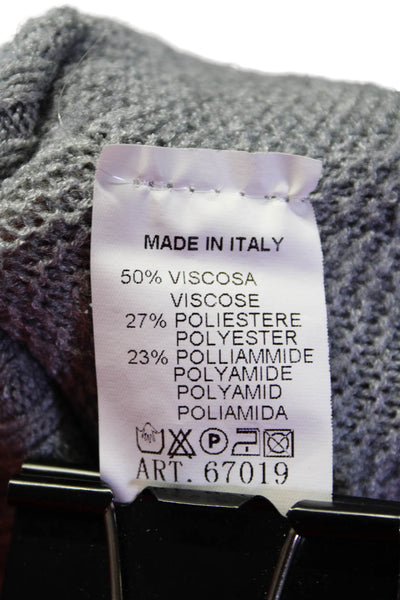 MADE IN ITALY
50% VISCOSA
VISCOSE
27% POLIESTERE
POLYESTER
23% POLLIAMMIDE
POLYAMIDE
POLYAMID
POLIAMIDA
P
ART. 67019